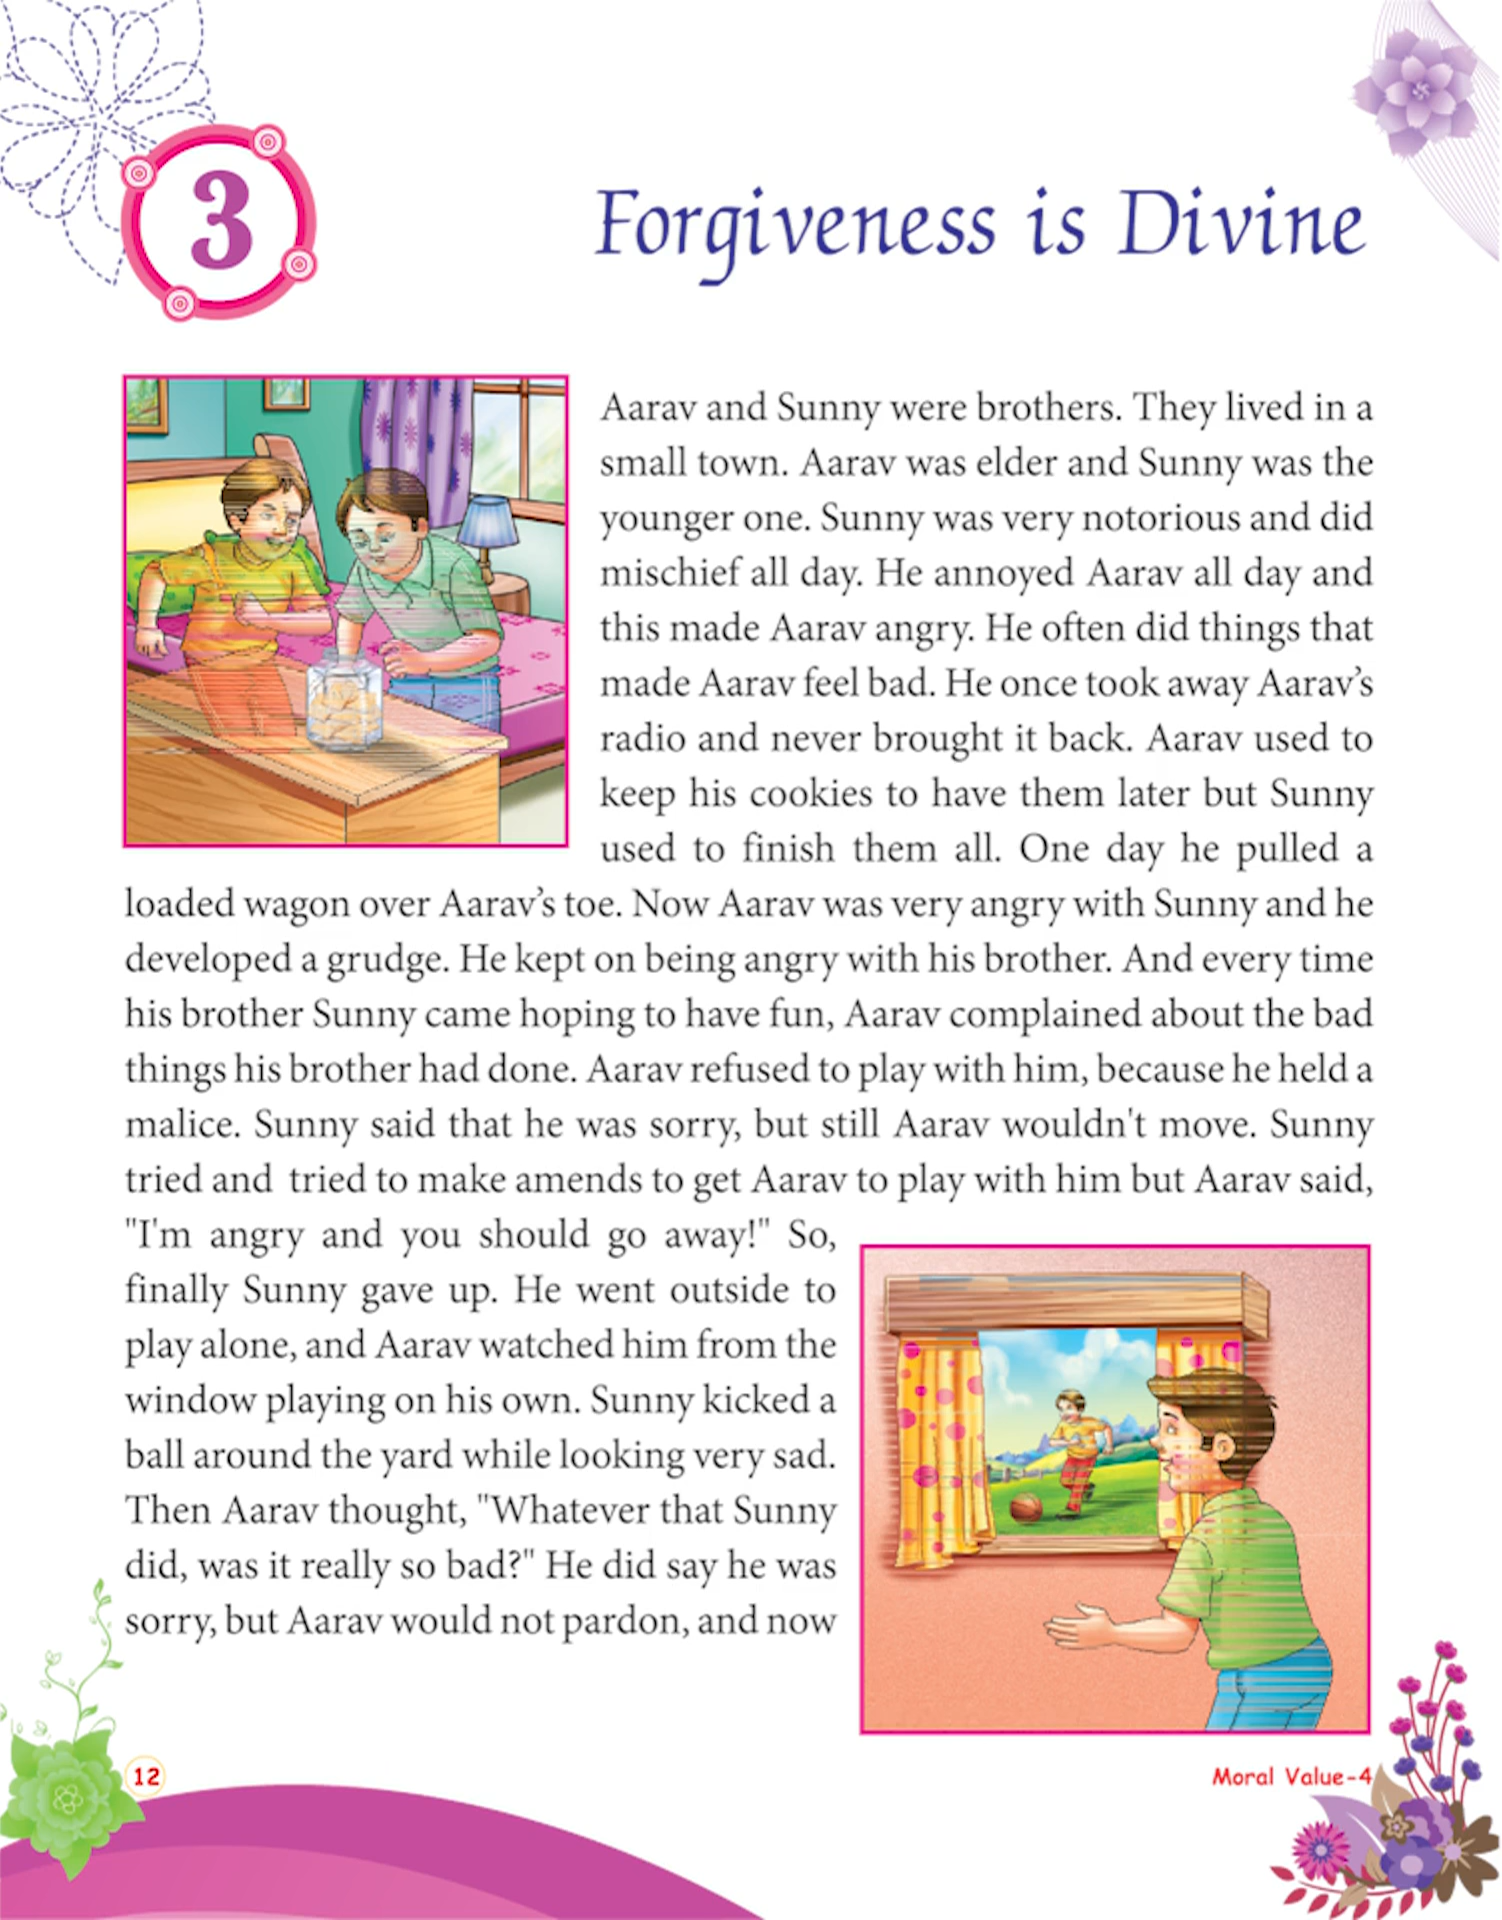 3
Forgiveness is Divine
Aarav and Sunny were brothers. They lived in a
small town. Aarav was elder and Sunny was the
younger one. Sunny was very notorious and did
mischief all day. He annoyed Aarav all day and
this made Aarav angry. He often did things that
made Aarav feel bad. He once took away Aarav’s
radio and never brought it back. Aarav used to
keep his cookies to have them later but Sunny
used to finish them all. One day he pulled a
loaded wagon over Aarav’s toe. Now Aarav was very angry with Sunny and he
developed a grudge. He kept on being angry with his brother. And every time
his brother Sunny came hoping to have fun, Aarav complained about the bad
things his brother had done. Aarav refused to play with him, because he held a
malice. Sunny said that he was sorry, but still Aarav wouldn't move. Sunny
tried and tried to make amends to get Aarav to play with him but Aarav said,
"I'm angry and you should go away!" So,
finally Sunny gave up. He went outside to
play alone, and Aarav watched him from the
window playing on his own. Sunny kicked a
ball around the yard while looking very sad.
Then Aarav thought, "Whatever that Sunny
did, was it really so bad?" He did say he was
sorry, but Aarav would not pardon, and now
12
Moral Value-4